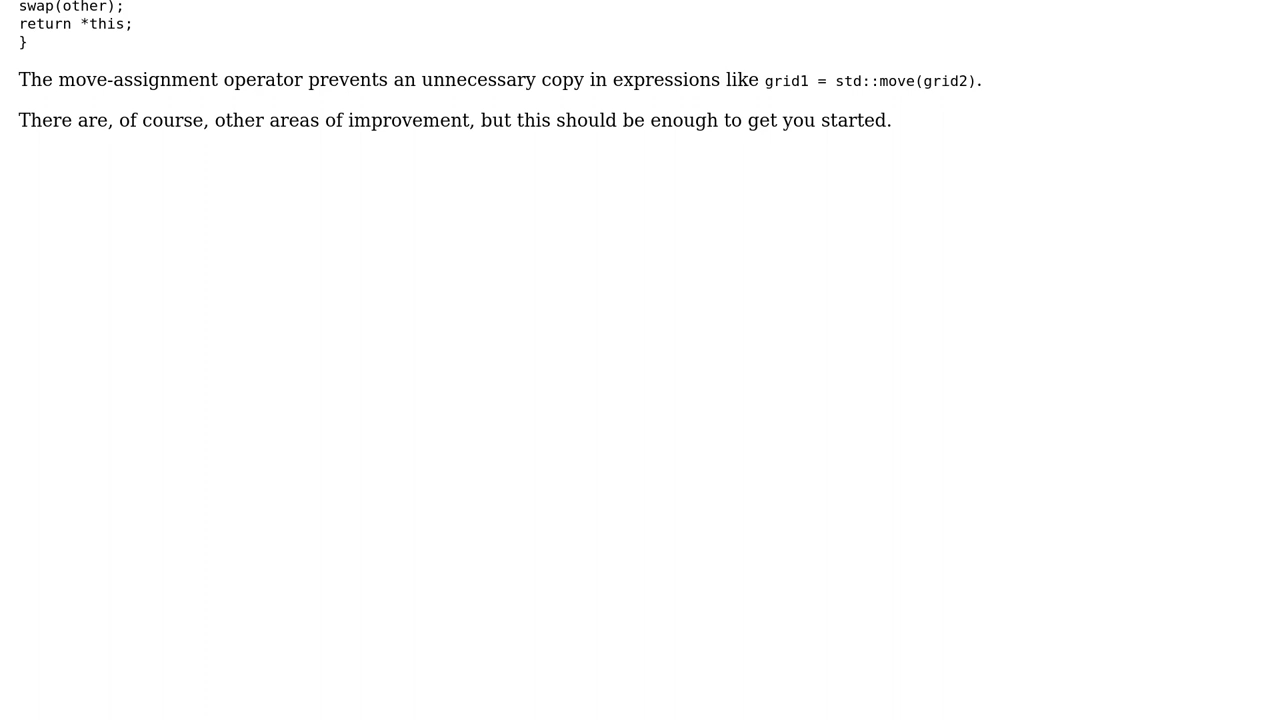 swap(other);
return *this;
}
The move-assignment operator prevents an unnecessary copy in expressions like grid1 = std::move(grid2).
There are, of course, other areas of improvement, but this should be enough to get you started.